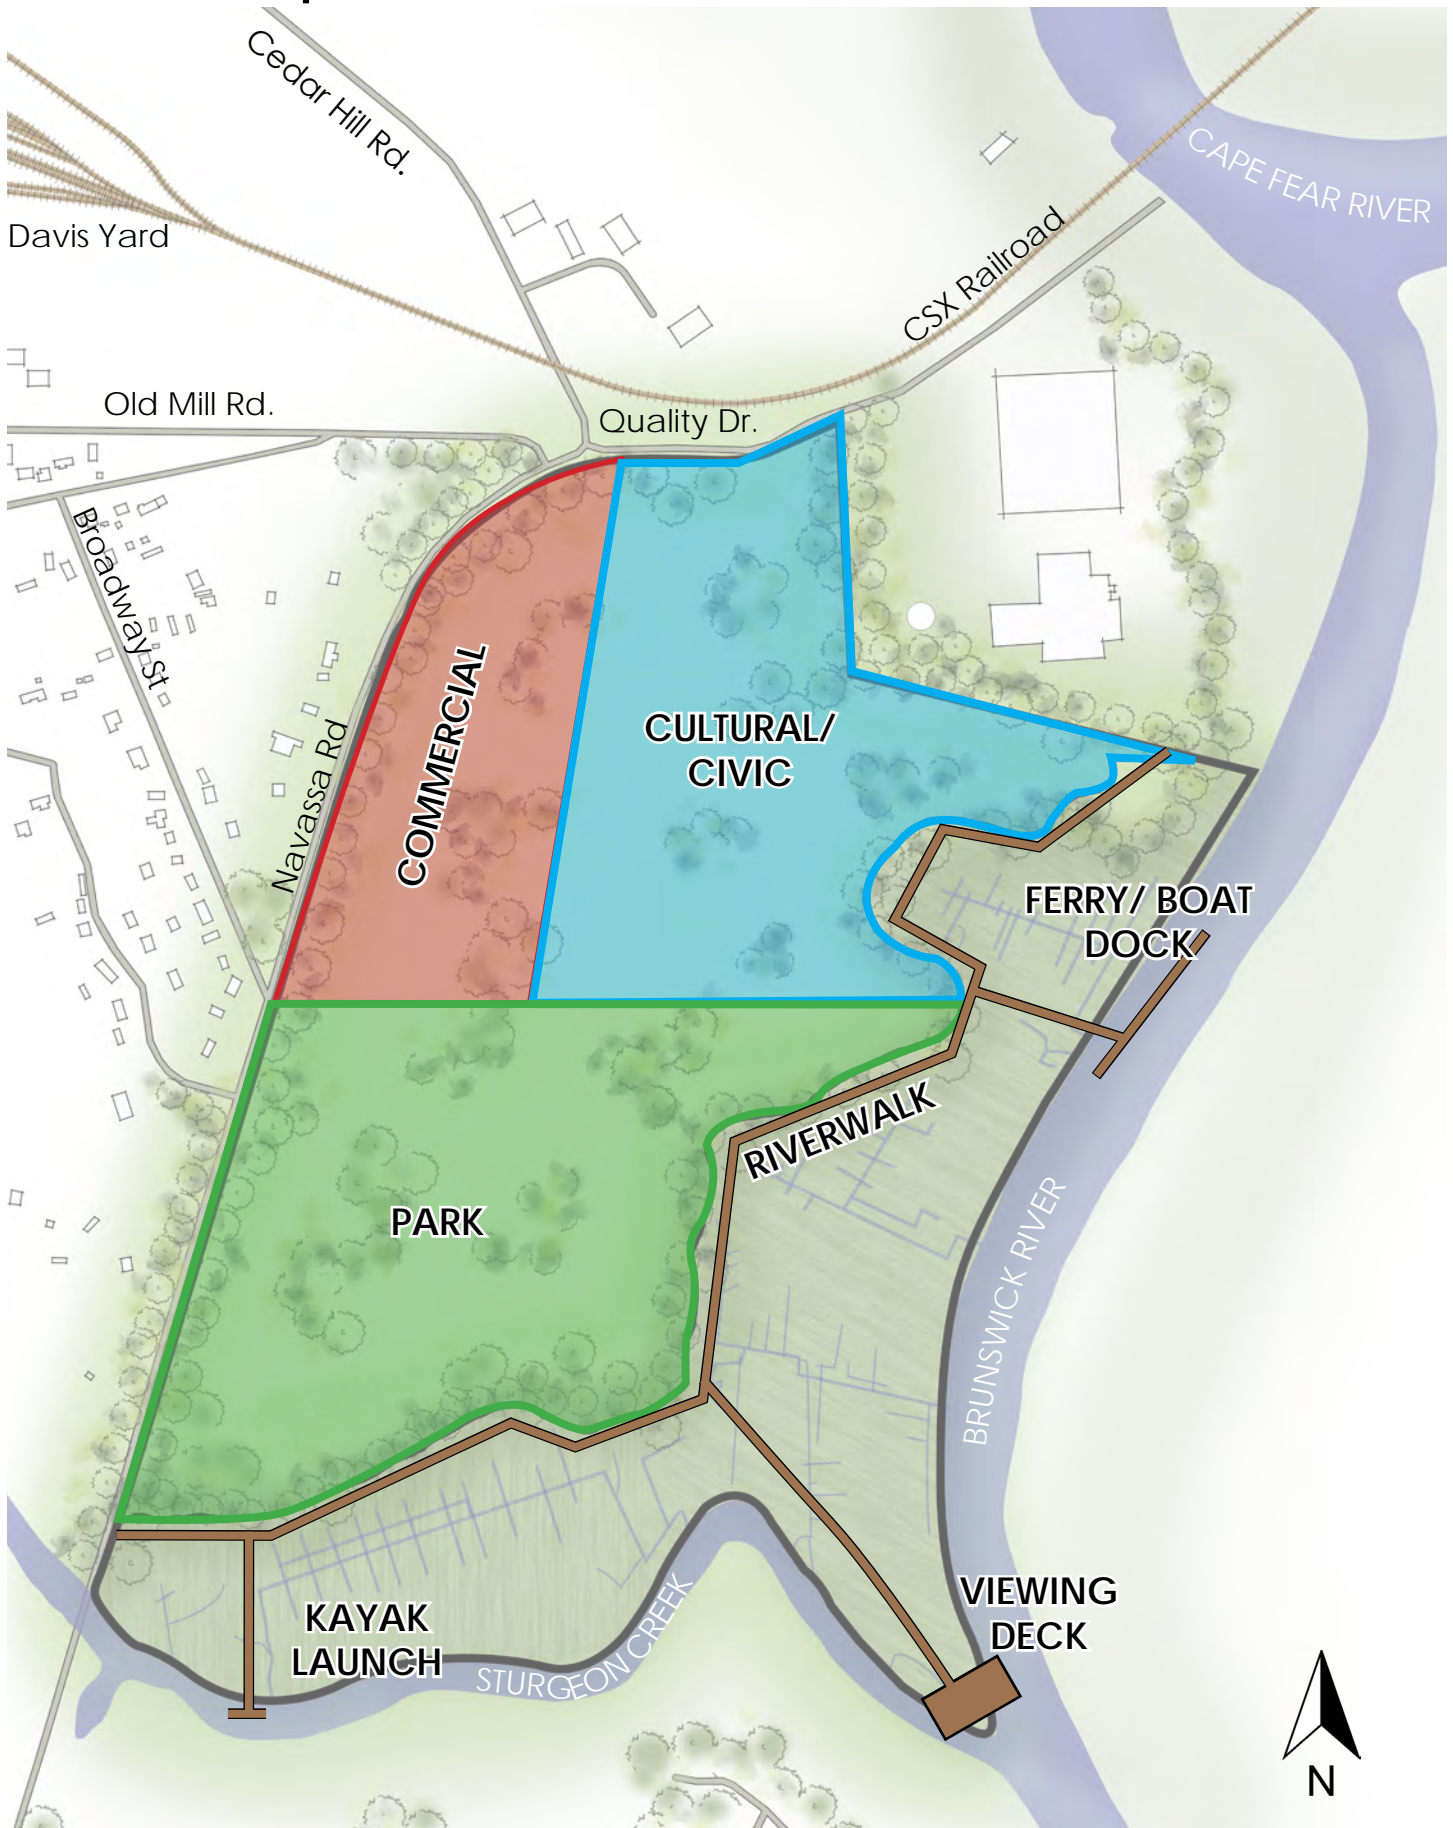 Cedar Hill Rd.
CAPE FEAR RIVER
Davis Yard
CSX Railroad
Old Mill Rd.
Quality Dr.
Broadway St
Navassa Rd
COMMERCIAL
CULTURAL/
CIVIC
FERRY/ BOAT
DOCK
RIVERWALK
PARK
BRUNSWICK RIVER
VIEWING
DECK
KAYAK
LAUNCH
STURGEON CREEK
N